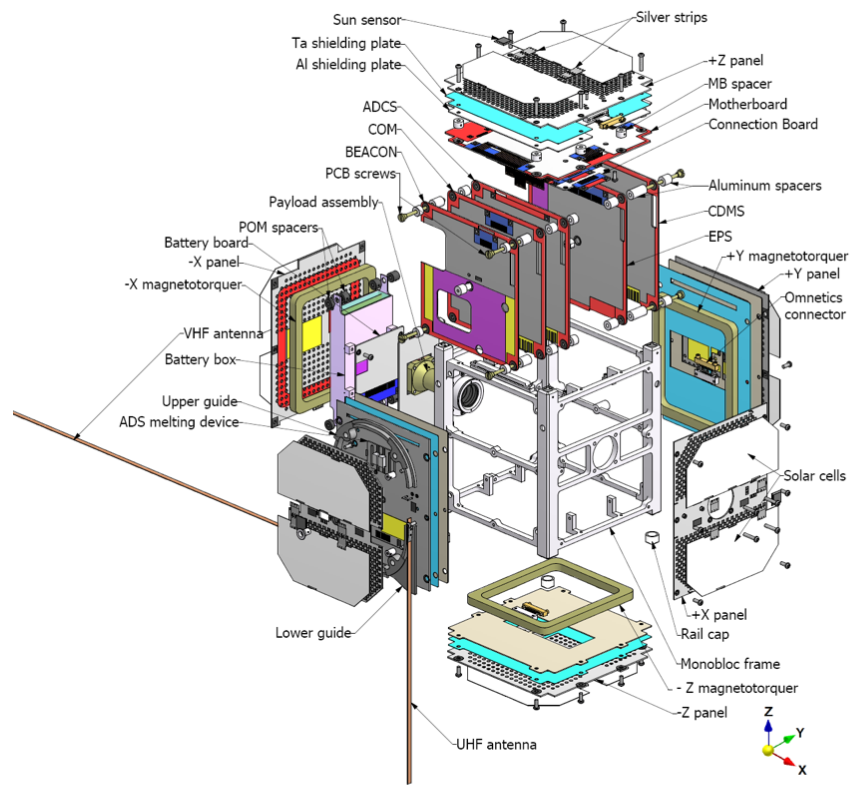 Sun sensor
Silver strips
Ta shielding plate
Al shielding plate
+Z panel
MB spacer
Motherboard
Connection Board
ADCS
COM
BEACON
PCB screws
Payload assembly
Aluminum spacers
CDMS
EPS
POM spacers
Battery board
-X panel
-X magnetotorquer
+Y magnetotorquer
+Y panel
Omnetics
connector
VHF antenna
Battery box
Upper guide
ADS melting device
Solar cells
Lower guide
+X panel
Rail cap
Monobloc frame
- Z magnetotorquer
-Z panel
UHF antenna
Z
Y
X